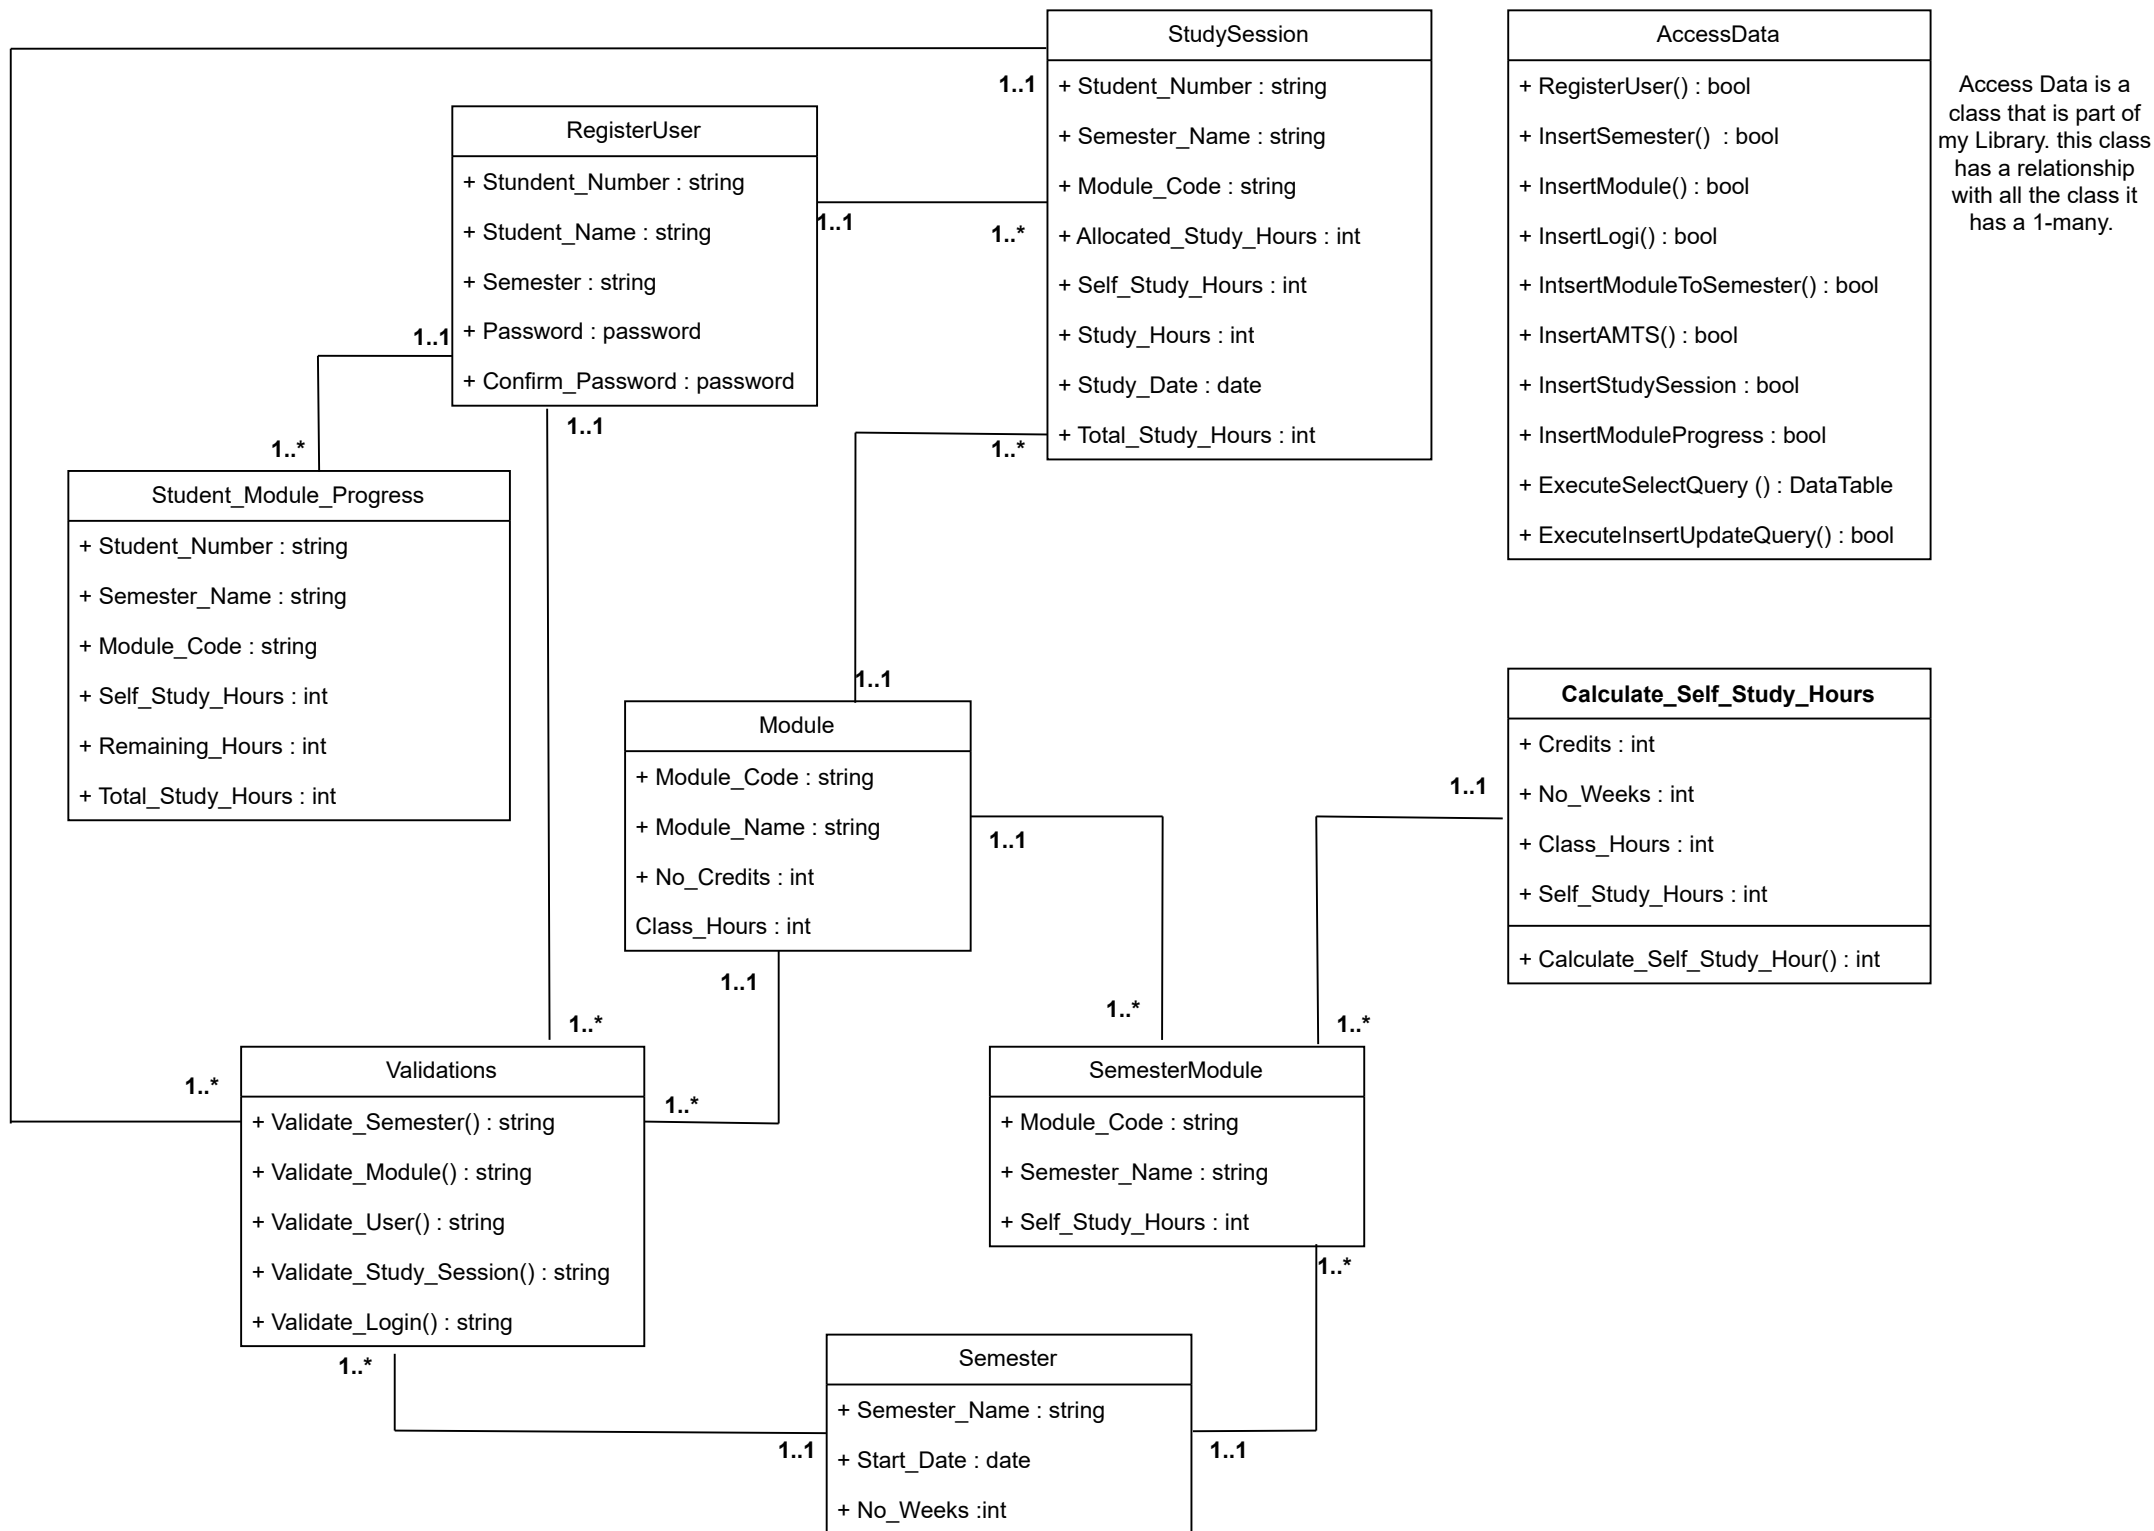 StudySession
1..1
+ Student_Number : string
+ Semester_Name : string
+ Module_Code : string
+ Allocated_Study_Hours : int
+ Self_Study_Hours : int
+ Study_Hours : int
+ Study_Date : date
+ Total_Study_Hours : int
1..*
1..*
AccessData
+ RegisterUser() : bool
+ InsertSemester()  : bool
+ InsertModule() : bool
+ InsertLogi() : bool
+ IntsertModuleToSemester() : bool
+ InsertAMTS() : bool
+ InsertStudySession : bool
+ InsertModuleProgress : bool
+ ExecuteSelectQuery () : DataTable
+ ExecuteInsertUpdateQuery() : bool
Access Data is a
class that is part of
my Library. this class
has a relationship
with all the class it
has a 1-many.
RegisterUser
+ Stundent_Number : string
+ Student_Name : string
+ Semester : string
+ Password : password
+ Confirm_Password : password
1..1
1..1
1..1
1..*
Student_Module_Progress
+ Student_Number : string
+ Semester_Name : string
+ Module_Code : string
+ Self_Study_Hours : int
+ Remaining_Hours : int
+ Total_Study_Hours : int
1..1
Module
+ Module_Code : string
+ Module_Name : string
+ No_Credits : int
Class_Hours : int
1..1
1..1
1..1
Calculate_Self_Study_Hours
+ Credits : int
+ No_Weeks : int
+ Class_Hours : int
+ Self_Study_Hours : int
+ Calculate_Self_Study_Hour() : int
1..*
1..*
1..*
Validations
+ Validate_Semester() : string
+ Validate_Module() : string
+ Validate_User() : string
+ Validate_Study_Session() : string
+ Validate_Login() : string
1..*
1..*
1..*
SemesterModule
+ Module_Code : string
+ Semester_Name : string
+ Self_Study_Hours : int
1..*
Semester
+ Semester_Name : string
+ Start_Date : date
+ No_Weeks :int
1..1
1..1